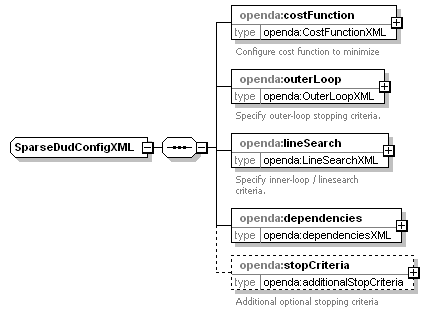 openda:costFunction
type openda:CostFunctionXML
Configure cost function to minimize
openda:outerLoop
type openda:OuterLoopXML
Specify outer-loop stopping criteria.
SparseDudConfigXML
openda:lineSearch
type openda:LineSearchXML
Specify inner-loop / linesearch
criteria.
openda:dependencies
type openda:dependenciesXML
openda:stopCriteria
type openda:additionalStopCriteria
Additional optional stopping criteria